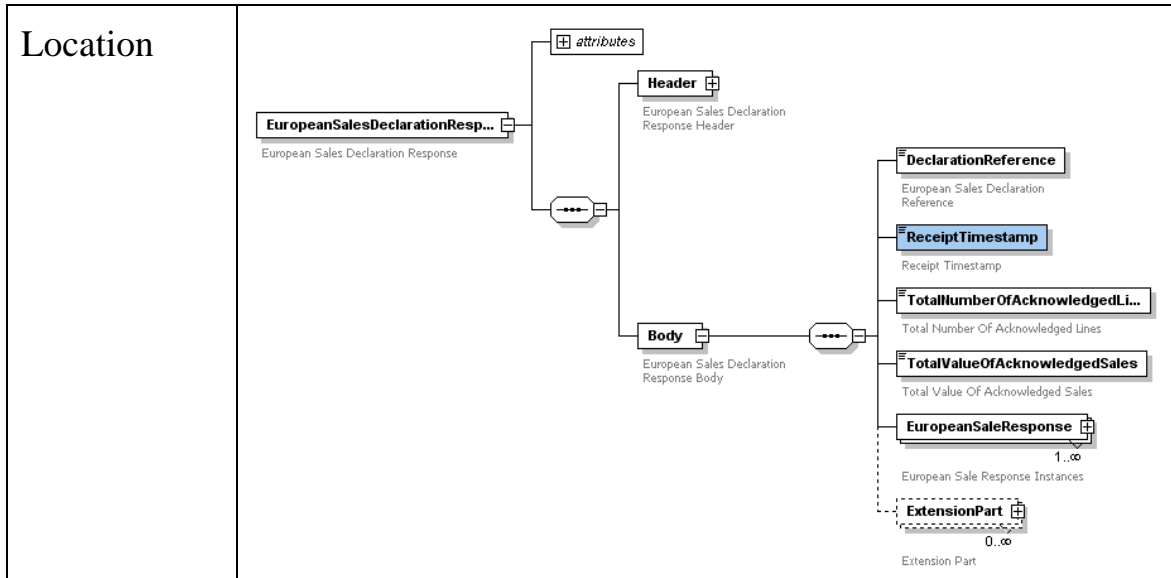 Location
attributes
Header
European Sales Declaration
Response Header
EuropeanSalesDeclarationResp...
European Sales Declaration Response
DeclarationReference
European Sales Declaration
Reference
ReceiptTimestamp
Receipt Timestamp
TotalNumberOfAcknowledgedLi...
Total Number Of Acknowledged Lines
Body
European Sales Declaration
Response Body
TotalValueOfAcknowledgedSales
Total Value Of Acknowledged Sales
EuropeanSaleResponse
1..∞
European Sale Response Instances
ExtensionPart
0..∞
Extension Part